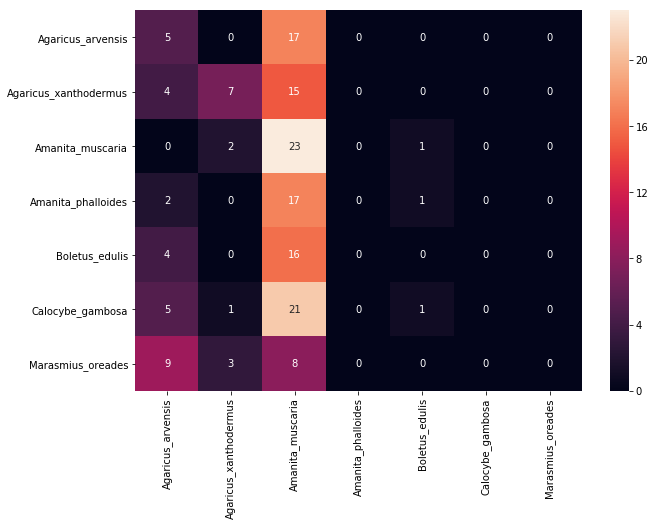 Agaricus_arvensis 5 0 17 0 0 0 0
Agaricus_xanthodermus 4 7 15 0 0 0 0
Amanita_muscaria 0 2 23 0 1 0 0
Amanita_phalloides 2 0 17 0 1 0 0
Boletus_edulis 4 0 16 0 0 0 0
Calocybe_gambosa 5 1 21 0 1 0 0
Marasmius_oreades 9 3 8 0 0 0 0
Agaricus_arvensis
Agaricus_xanthodermus
Amanita_muscaria
Amanita_phalloides
Boletus_edulis
Calocybe_gambosa
Marasmius_oreades
20
16
12
8
4
0